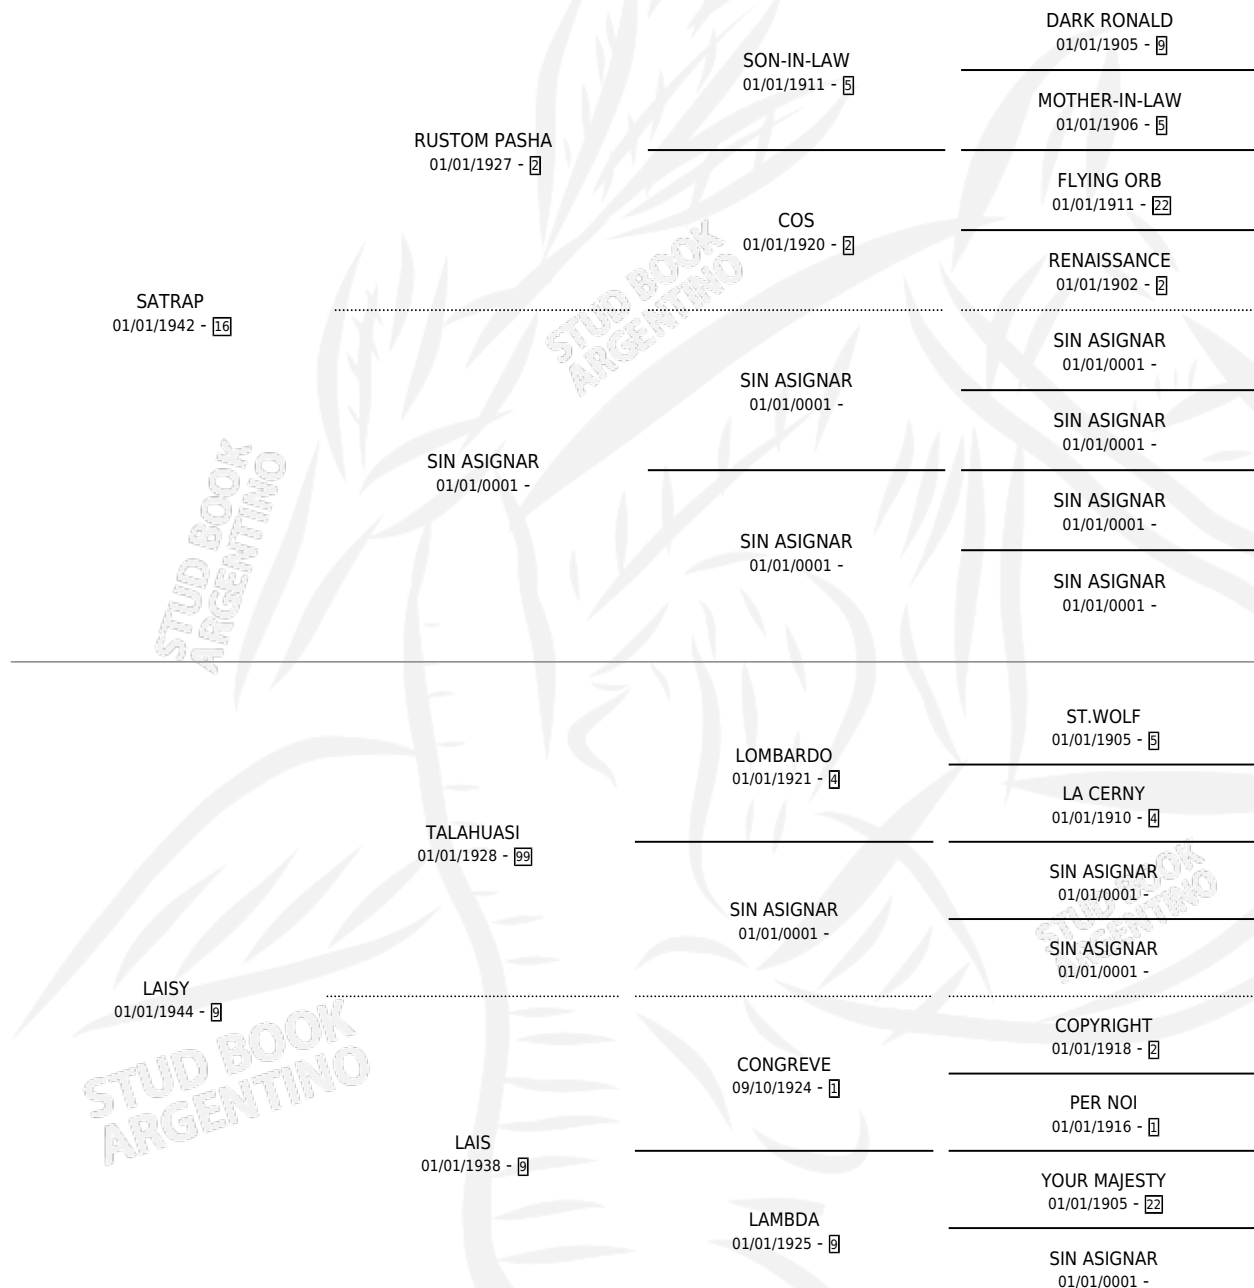 DARK RONALD
01/01/1905 - 9
SON-IN-LAW
01/01/1911 - 5
MOTHER-IN-LAW
01/01/1906 - 5
RUSTOM PASHA
01/01/1927 - 2
FLYING ORB
01/01/1911 - 22
COS
01/01/1920 - 2
RENAISSANCE
01/01/1902 - 2
SATRAP
01/01/1942 - 16
SIN ASIGNAR
01/01/0001 -
SIN ASIGNAR
01/01/0001 -
SIN ASIGNAR
01/01/0001 -
SIN ASIGNAR
01/01/0001 -
SIN ASIGNAR
01/01/0001 -
SIN ASIGNAR
01/01/0001 -
SIN ASIGNAR
01/01/0001 -
STUD BOOK
ARGENTINO
STUD BOOK
ARGENTINO
ST.WOLF
01/01/1905 - 5
LOMBARDO
01/01/1921 - 4
LA CERNY
01/01/1910 - 4
TALAHUASI
01/01/1928 - 99
SIN ASIGNAR
01/01/0001 -
SIN ASIGNAR
01/01/0001 -
SIN ASIGNAR
01/01/0001 -
STUD BOOK
ARGENTINO
LAISY
01/01/1944 - 9
COPYRIGHT
01/01/1918 - 2
CONGREVE
09/10/1924 - 1
PER NOI
01/01/1916 - 1
STUD BOOK
ARGENTINO
LAIS
01/01/1938 - 9
YOUR MAJESTY
01/01/1905 - 22
LAMBDA
01/01/1925 - 9
SIN ASIGNAR
01/01/0001 -